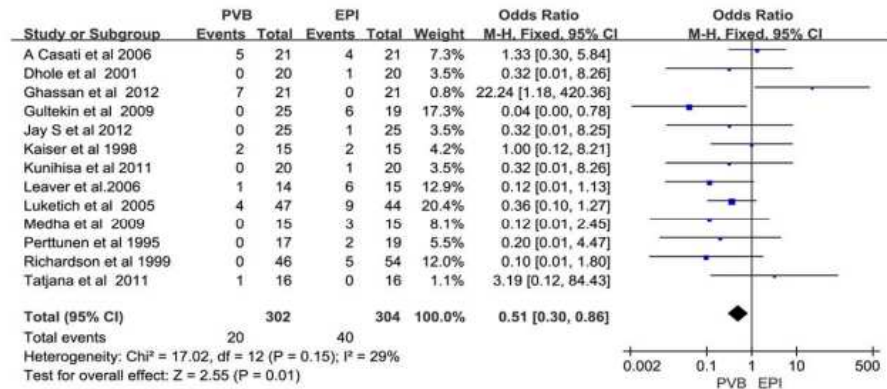 PVB EPI Odds Ratio Odds Ratio
Study or Subgroup Events Total Events Total Weight M-H, Fixed, 95% CI M-H, Fixed, 95% CI
A Casati et al 2006 5 21 4 21 7.3% 1.33 [0.30, 5.84]
Dhole et al 2001 0 20 1 20 3.5% 0.32 [0.01, 8.26]
Ghassan et al 2012 7 21 0 21 0.8% 22.24 [1.18, 420.36]
Gultekin et al 2009 0 25 6 19 17.3% 0.04 [0.00, 0.78]
Jay S et al 2012 0 25 1 25 3.5% 0.32 [0.01, 8.25]
Kaiser et al 1998 2 15 2 15 4.2% 1.00 [0.12, 8.21]
Kunihisa et al 2011 0 20 1 20 3.5% 0.32 [0.01, 8.26]
Leaver et al.2006 1 14 6 15 12.9% 0.12 [0.01, 1.13]
Luketich et al 2005 4 47 9 44 20.4% 0.36 [0.10, 1.27]
Medha et al 2009 0 15 3 15 8.1% 0.12 [0.01, 2.45]
Perttunen et al 1995 0 17 2 19 5.5% 0.20 [0.01, 4.47]
Richardson et al 1999 0 46 5 54 12.0% 0.10 [0.01, 1.80]
Tatjana et al 2011 1 16 0 16 1.1% 3.19 [0.12, 84.43]
Total (95% CI) 302 304 100.0% 0.51 [0.30, 0.86]
Total events 20 40
Heterogeneity: Chi² = 17.02, df = 12 (P = 0.15); I² = 29%
Test for overall effect: Z = 2.55 (P = 0.01)
0.002 0.1 1 10 500
PVB EPI